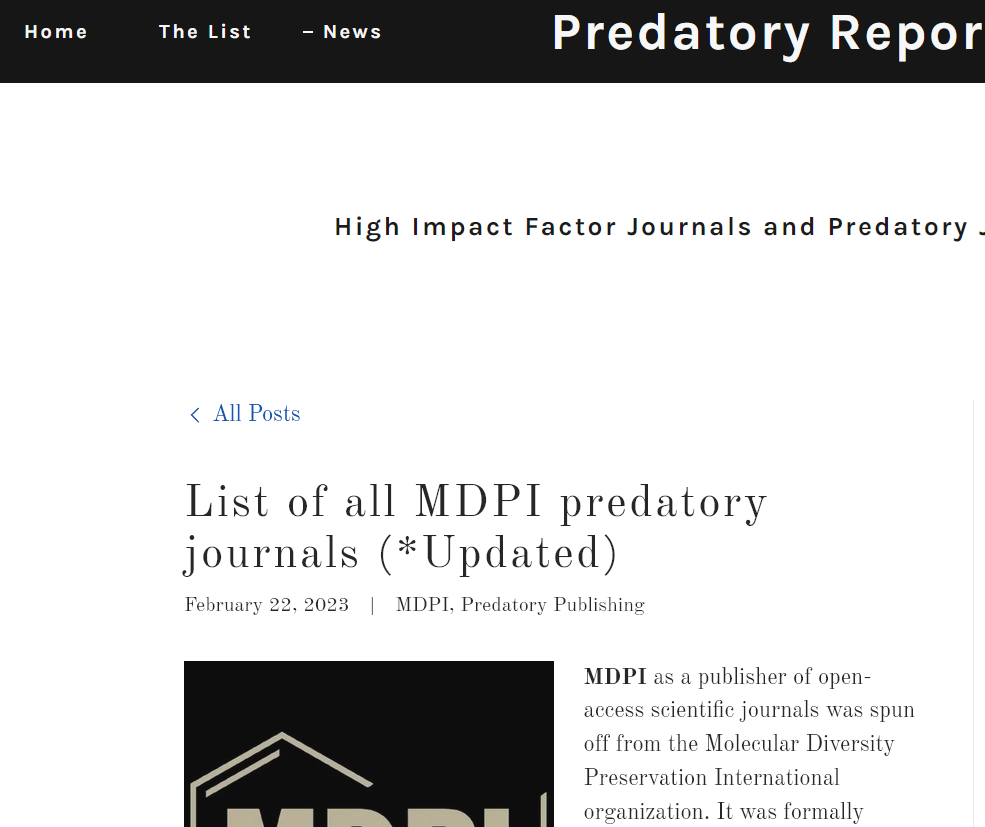 Home The List – News Predatory Repor
High Impact Factor Journals and Predatory J
All Posts
List of all MDPI predatory
journals (*Updated)
February 22, 2023 | MDPI, Predatory Publishing
MDPI as a publisher of open-
access scientific journals was spun
off from the Molecular Diversity
Preservation International
organization. It was formally
MDPI